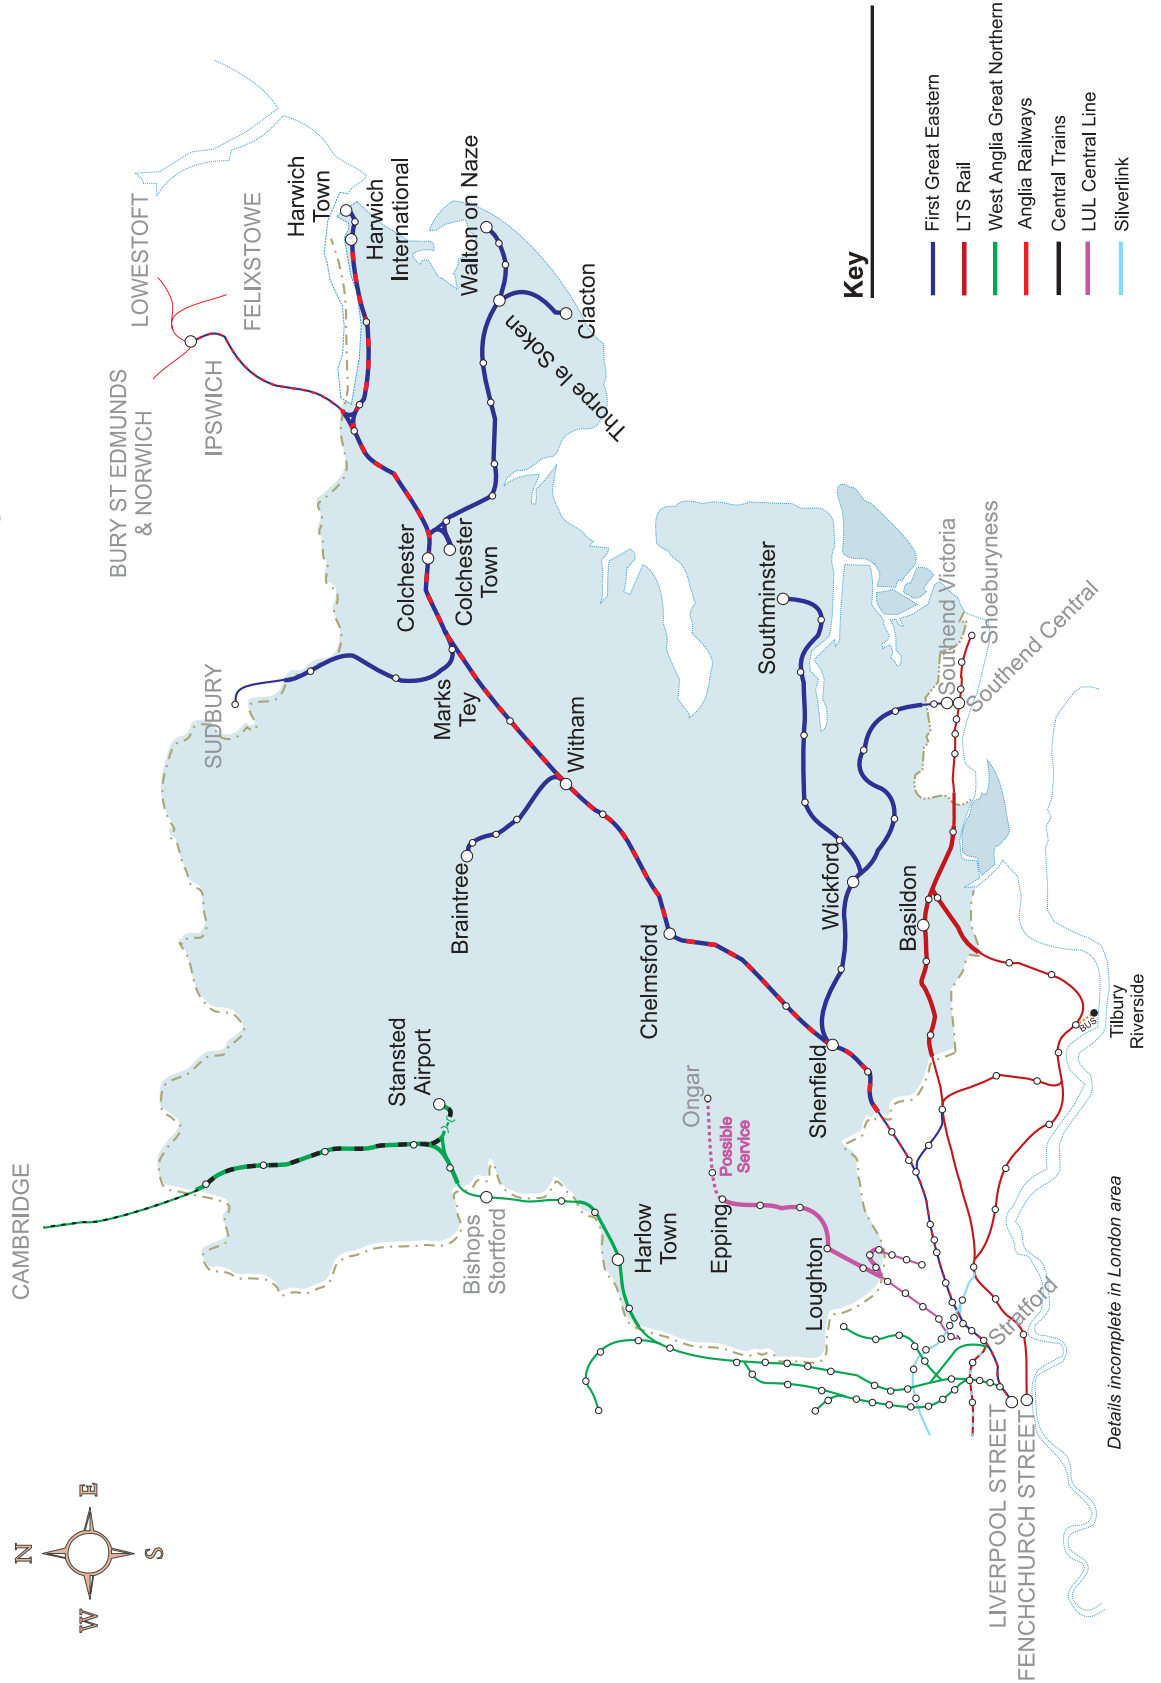 CAMBRIDGE
BURY ST EDMUNDS
& NORWICH
LOWESTOFT
FELIXSTOWE
IPSWICH
SUDBURY
Harwich
Town
Harwich
International
Walton on Naze
Clacton
Thorpe le Soken
Colchester
Colchester
Town
Marks
Tey
Witham
Braintree
Chelmsford
Stansted
Airport
Bishops
Stortford
Harlow
Town
Epping
Ongar
Possible
Service
Loughton
Shenfield
Wickford
Southminster
Basildon
Southend Victoria
Shoeburyness
Southend Central
BUS
Tilbury
Riverside
Stratford
LIVERPOOL STREET
FENCHCHURCH STREET
Details incomplete in London area
N
E
S
W
Key
First Great Eastern
LTS Rail
West Anglia Great Northern
Anglia Railways
Central Trains
LUL Central Line
Silverlink